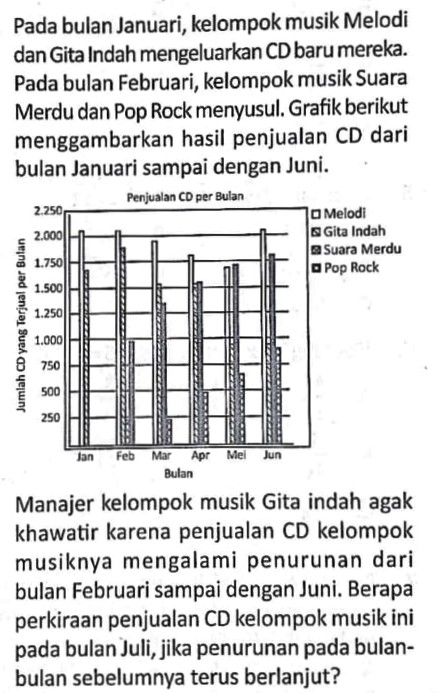 Pada bulan Januari, kelompok musik Melodi
dan Gita Indah mengeluarkan CD baru mereka.
Pada bulan Februari, kelompok musik Suara
Merdu dan Pop Rock menyusul. Grafik berikut
menggambarkan hasil penjualan CD dari
bulan Januari sampai dengan Juni.
Penjualan CD per Bulan
Jumlah CD yang Terjual per Bulan
2.250
2.000
1.750
1.500
1.250
1.000
750
500
250
Jan Feb Mar Apr Mei Jun
Bulan
Melodi
Gita Indah
Suara Merdu
Pop Rock
Manajer kelompok musik Gita indah agak
khawatir karena penjualan CD kelompok
musiknya mengalami penurunan dari
bulan Februari sampai dengan Juni. Berapa
perkiraan penjualan CD kelompok musik ini
pada bulan Juli, jika penurunan pada bulan-
bulan sebelumnya terus berlanjut?